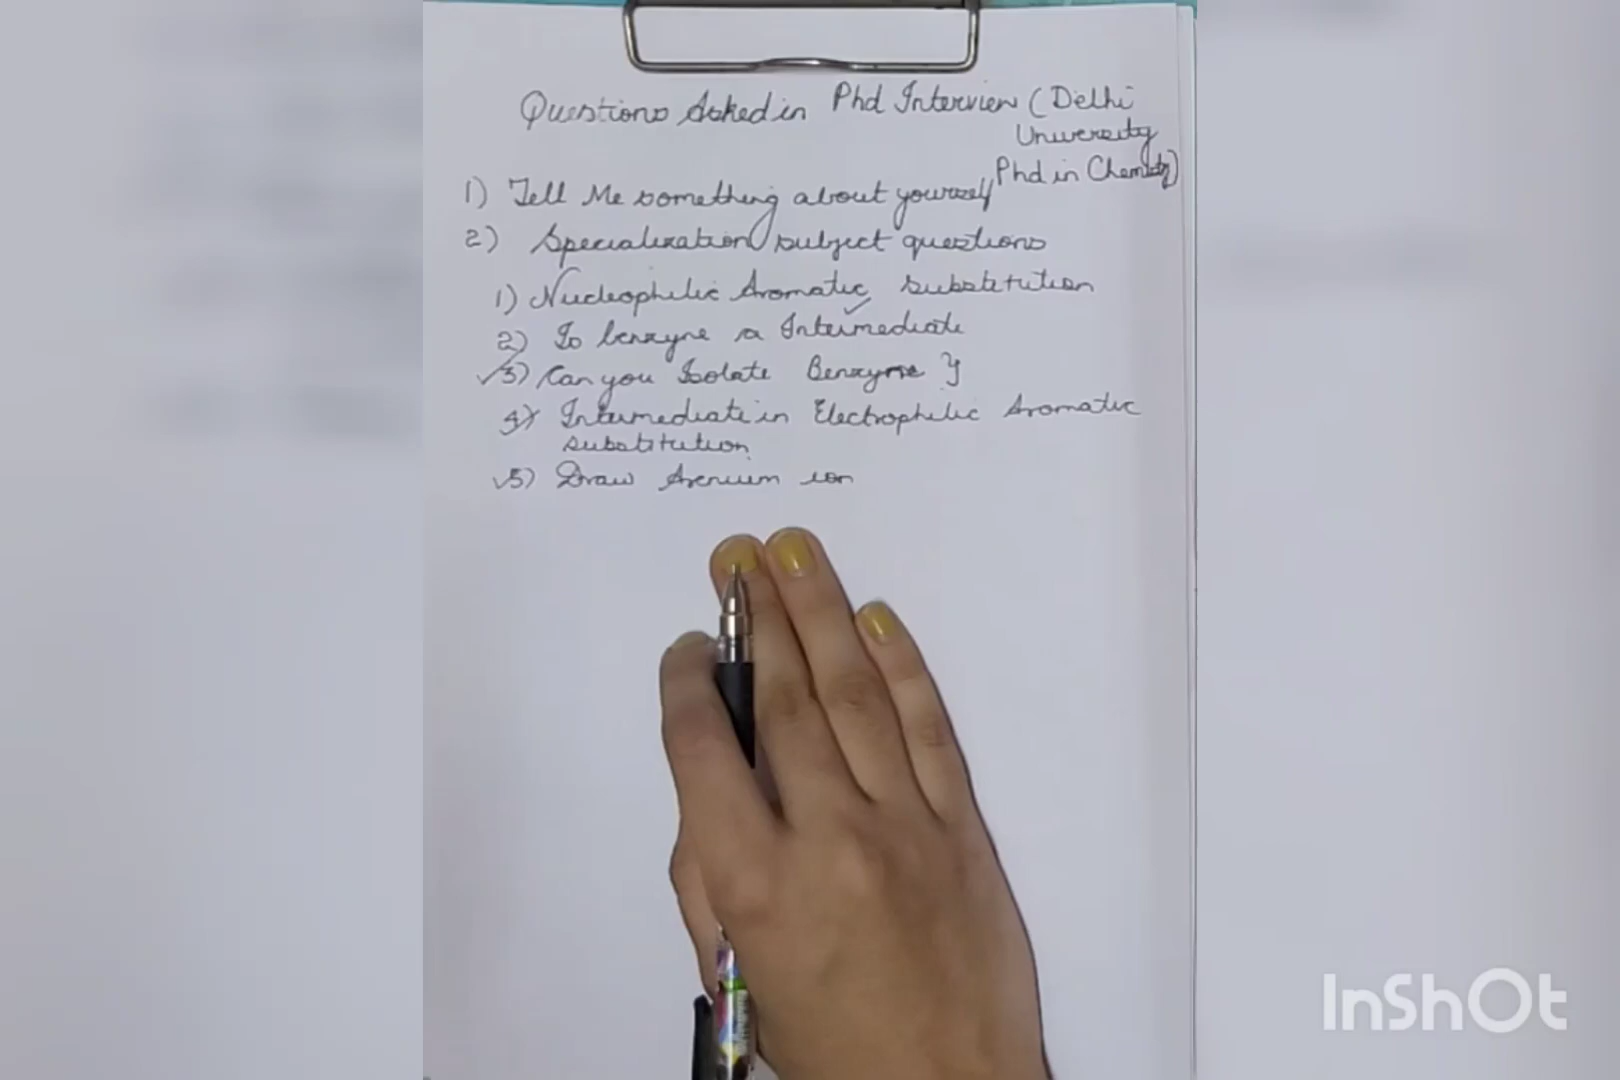 Questions Asked in Phd Interview (Delhi
University
Phd in Chemistry)
1) Tell Me something about yourself
2) Specialization subject questions
1) Nucleophilic Aromatic substitution
2) Is benzyne a Intermediate
3) Can you Isolate Benzyne ?
4) Intermediate in Electrophilic Aromatic
substitution
5) Draw Arenium ion
InShOt